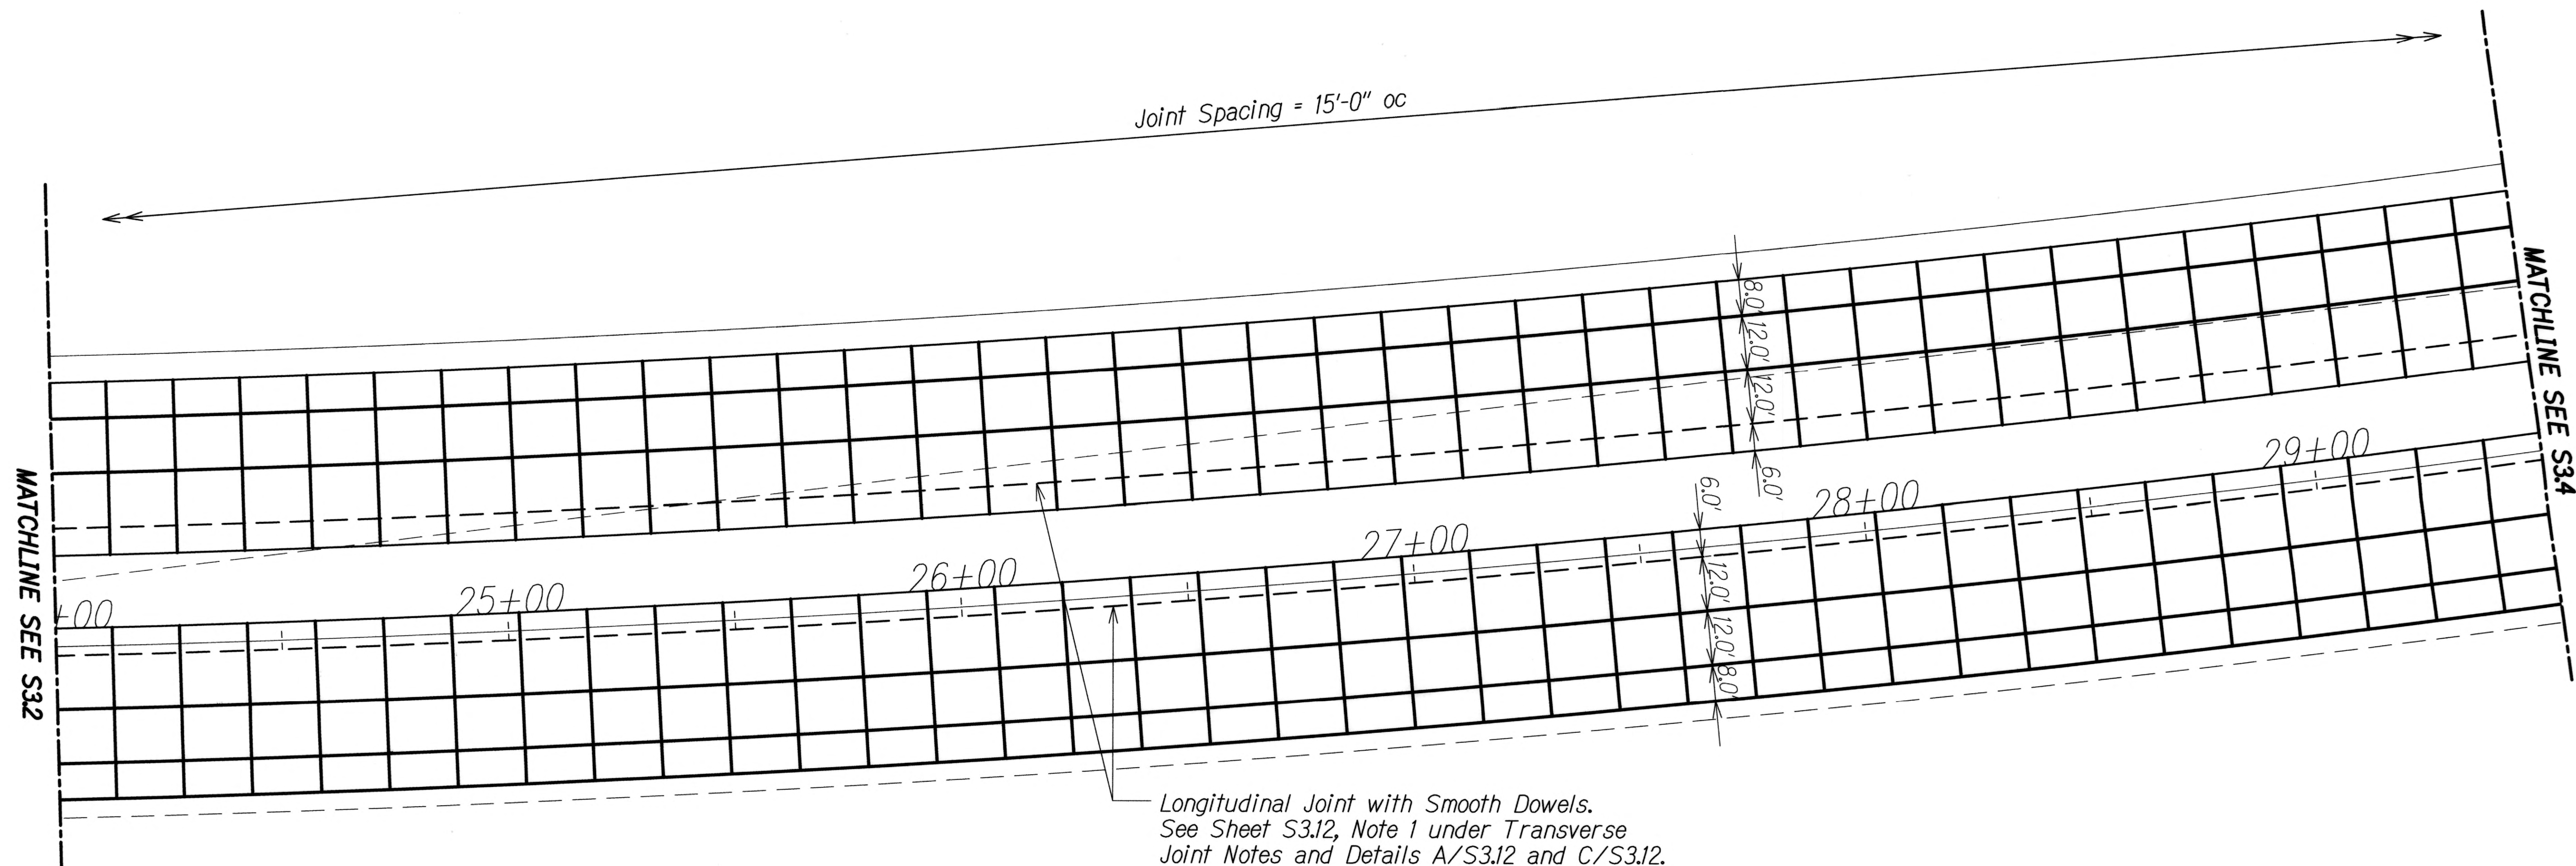 Joint Spacing = 15'-0" oc
MATCHLINE SEE S3.2
MATCHLINE SEE S3.4
8.0'
12.0'
12.0'
6.0'
6.0'
12.0'
12.0'
8.0'
+00
25+00
26+00
27+00
28+00
29+00
Longitudinal Joint with Smooth Dowels.
See Sheet S3.12, Note 1 under Transverse
Joint Notes and Details A/S3.12 and C/S3.12.